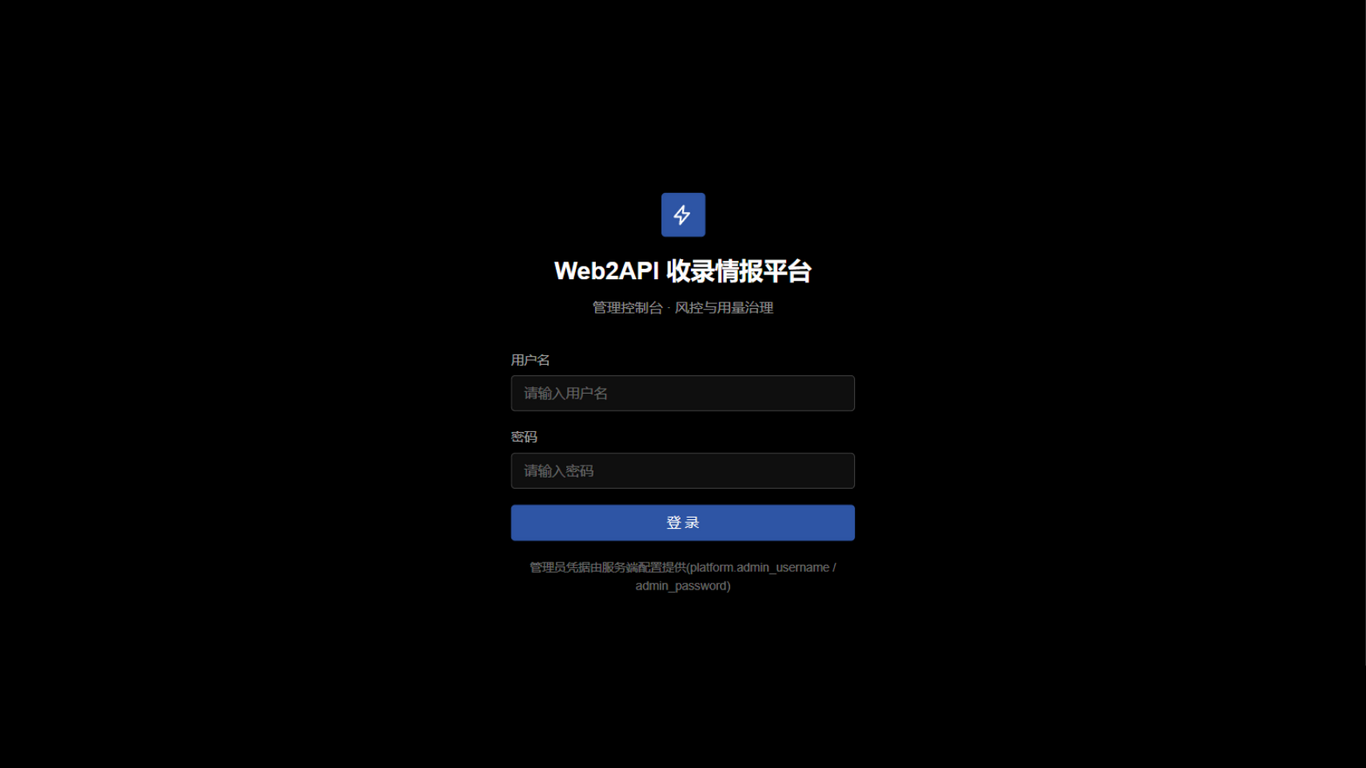 Web2API 收录情报平台
管理控制台 · 风控与用量治理
用户名
请输入用户名
密码
请输入密码
登 录
管理员凭据由服务端配置提供(platform.admin_username /
admin_password)